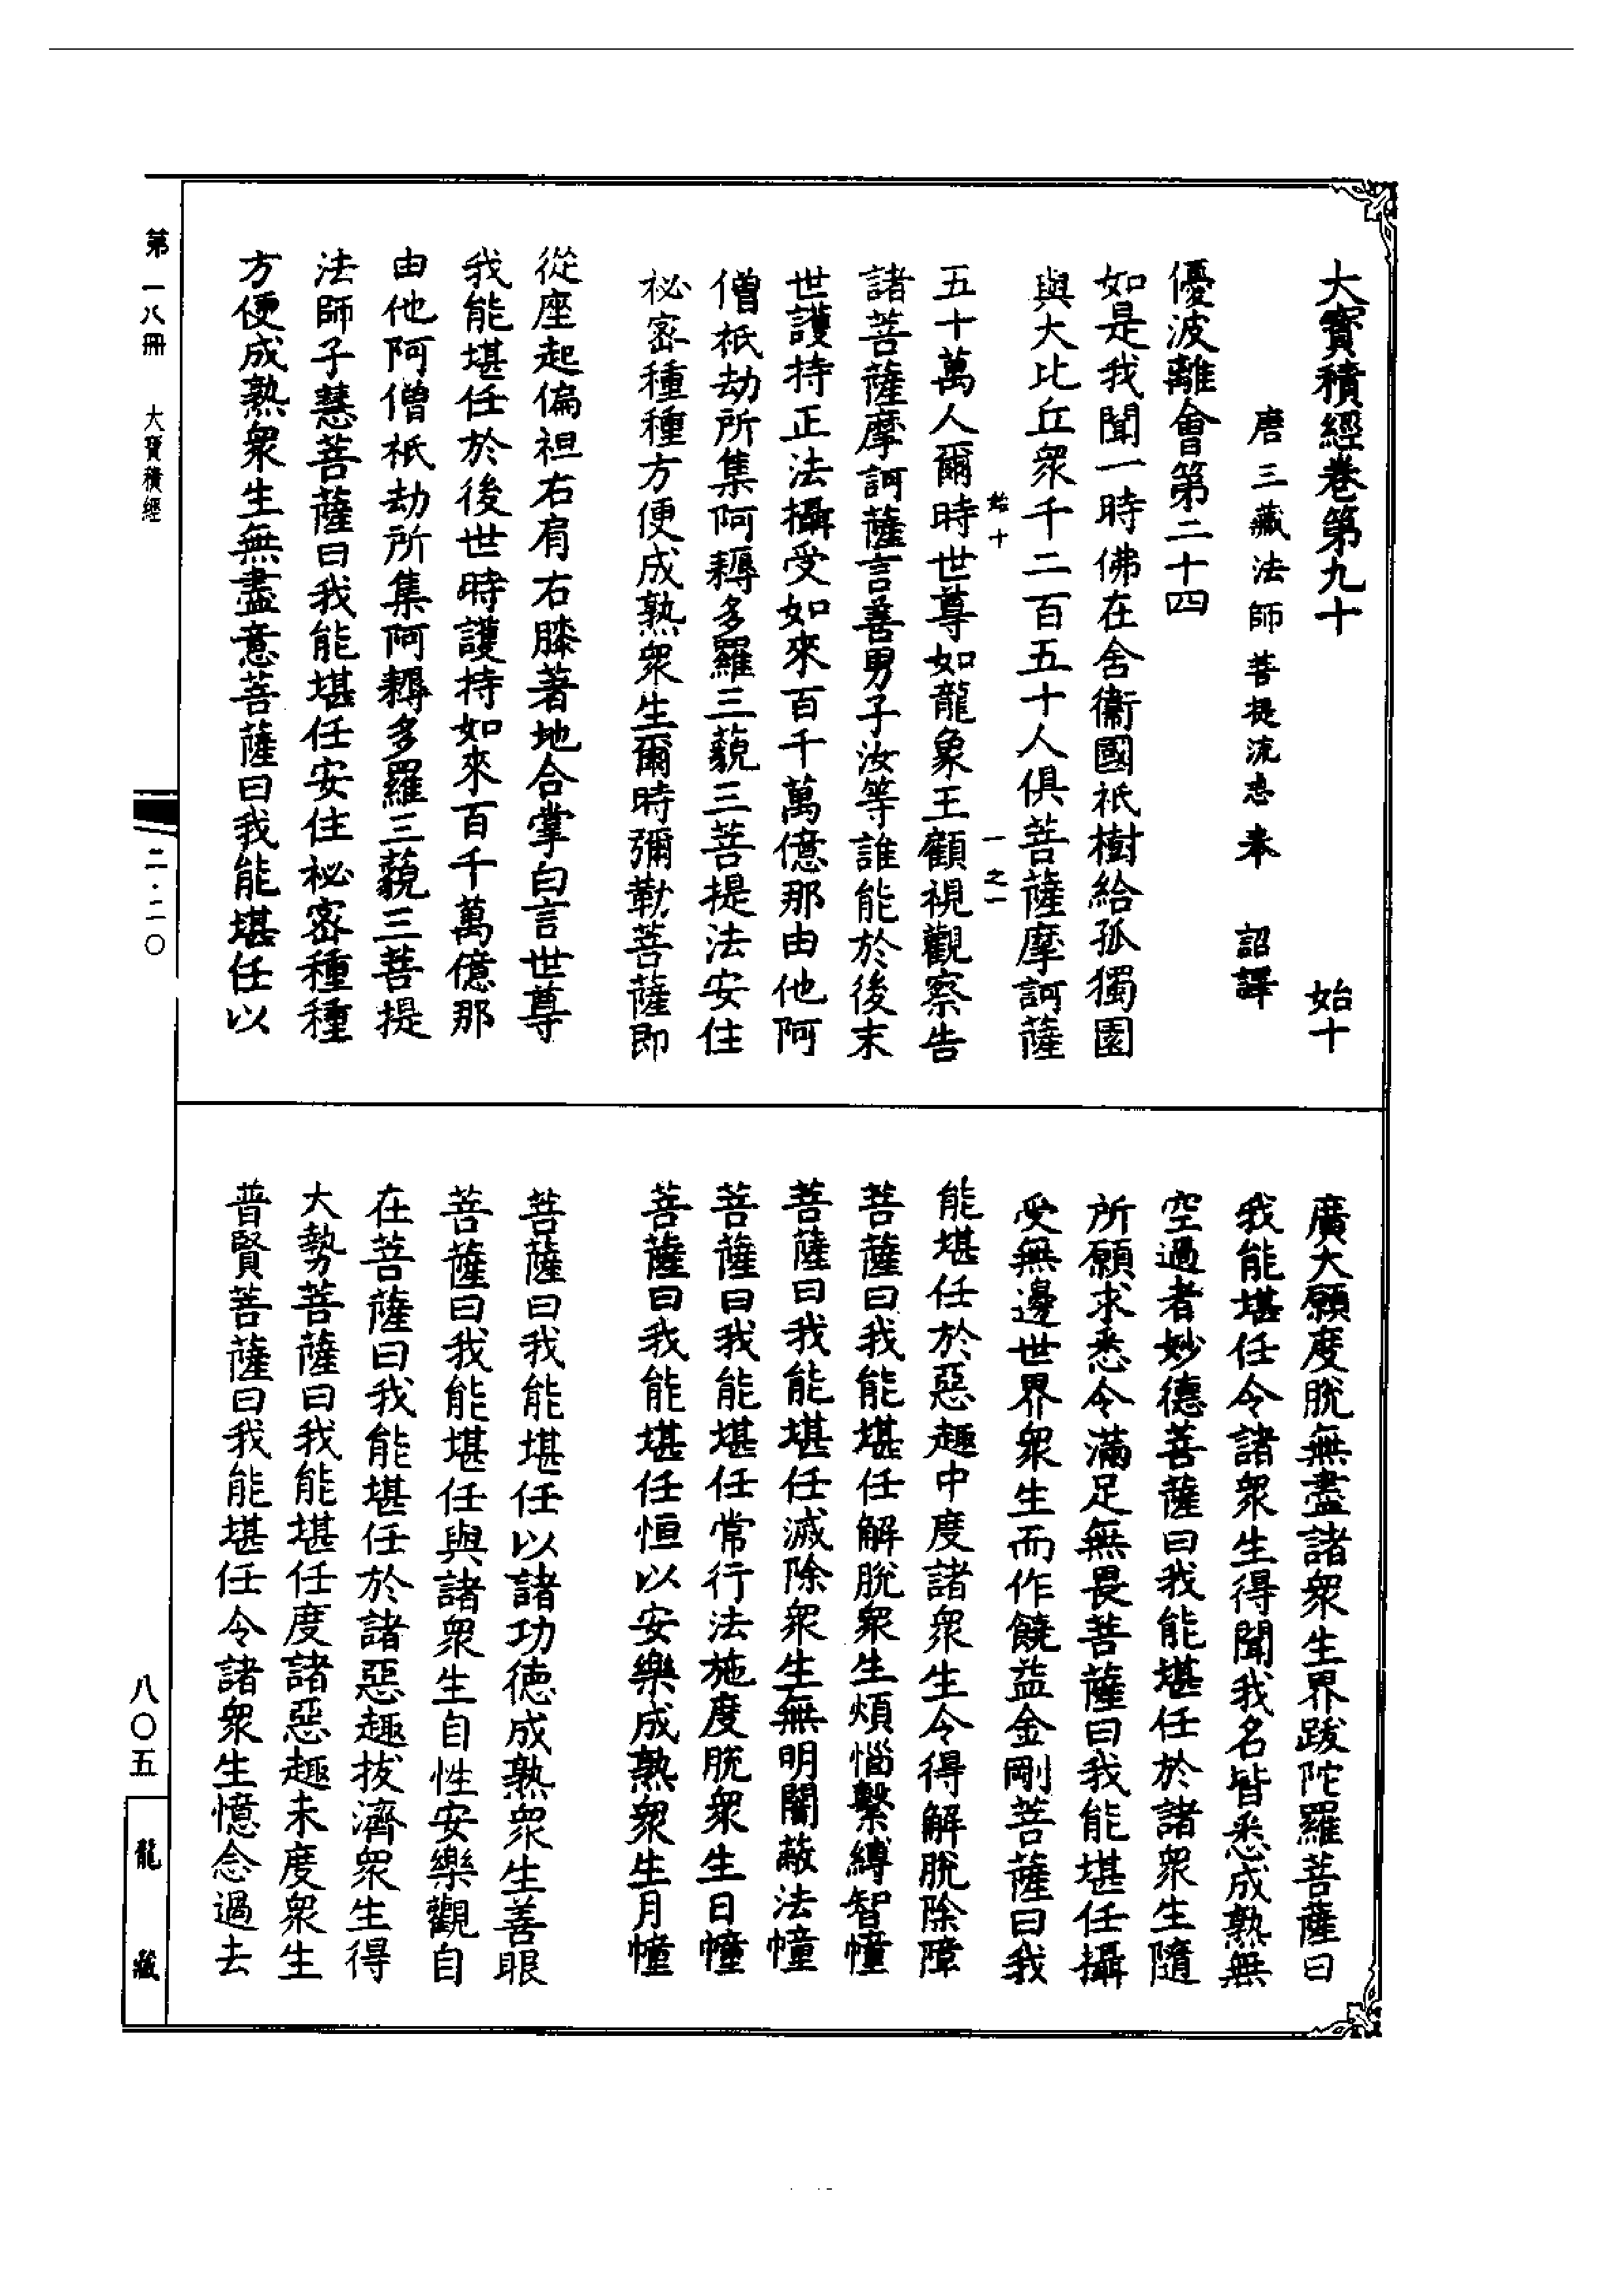 大寶積經卷第九十 始十
唐三藏法師菩提流志奉 詔譯
優波離會第二十四
如是我聞一時佛在舍衞國祇樹給孤獨園
與大比丘衆千二百五十人俱菩薩摩訶薩
始十 一之一
五十萬人爾時世尊如龍象王顧視觀察告
諸菩薩摩訶薩言善男子汝等誰能於後末
世護持正法攝受如來百千萬億那由他阿
僧祇劫所集阿耨多羅三藐三菩提法安住
祕密種種方便成熟衆生爾時彌勒菩薩即
從座起偏袒右肩右膝著地合掌白言世尊
我能堪任於後世時護持如來百千萬億那
由他阿僧祇劫所集阿耨多羅三藐三菩提
法師子慧菩薩曰我能堪任安住祕密種種
方便成熟衆生無盡意菩薩曰我能堪任以
廣大願度脫無盡諸衆生界跋陀羅菩薩曰
我能堪任令諸衆生得聞我名皆悉成熟無
空過者妙德菩薩曰我能堪任於諸衆生隨
所願求悉令滿足無畏菩薩曰我能堪任攝
受無邊世界衆生而作饒益金剛菩薩曰我
能堪任於惡趣中度諸衆生令得解脫除障
菩薩曰我能堪任解脫衆生煩惱繫縛智幢
菩薩曰我能堪任滅除衆生無明闇蔽法幢
菩薩曰我能堪任常行法施度脫衆生日幢
菩薩曰我能堪任恒以安樂成熟衆生月幢
菩薩曰我能堪任以諸功德成熟衆生善眼
菩薩曰我能堪任與諸衆生自性安樂觀自
在菩薩曰我能堪任於諸惡趣拔濟衆生得
大勢菩薩曰我能堪任度諸惡趣未度衆生
普賢菩薩曰我能堪任令諸衆生憶念過去
第一八冊 大寶積經
二·二〇
八〇五
龍藏